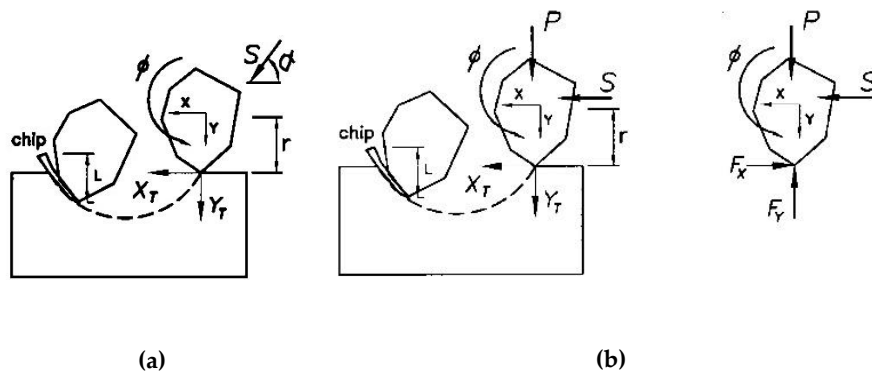 S α
ϕ
X
Y
r
chip
L
X_T
Y_T
P
ϕ
S
X
Y
r
chip
L
X_T
Y_T
P
ϕ
S
X
Y
F_X
F_Y
(a)
(b)